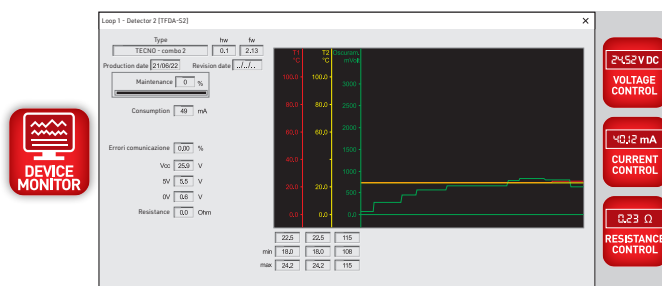 Loop 1 - Detector 2 [TFDA-S2]
Type hw fw
TECNO - combo 2 0.1 2.13
Production date 21/06/22 Revision date ../../..
Maintenance 0 %
Consumption 49 mA
Errori comunicazione 0,00 %
Vcc 25,9 V
5V 5,5 V
0V 0,6 V
Resistance 0,0 Ohm
T1 T2 Oscuram.
°C °C mVolt
100,0 100,0 3000
80,0 80,0 2500
60,0 60,0 2000
40,0 1500
20,0 20,0 1000
500
0,0 0,0 0,0
22.5 22.5 115
min 18.0 18.0 108
max 24,2 24,2 115
DEVICE
MONITOR
24.52 V DC
VOLTAGE
CONTROL
40,12 mA
CURRENT
CONTROL
0.23 Ω
RESISTANCE
CONTROL